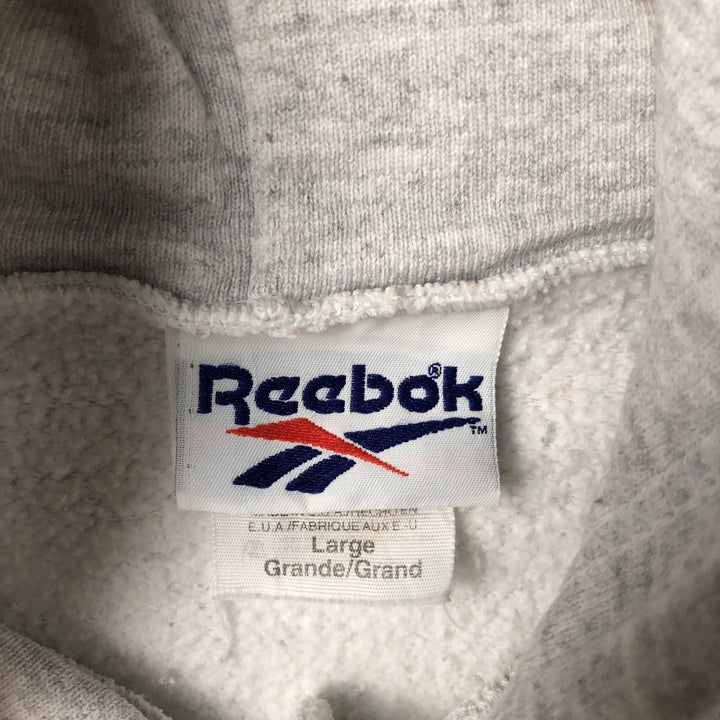 Reebok®
™
E.U.A./FABRIQUE AUX E.-U
Large
Grande/Grand